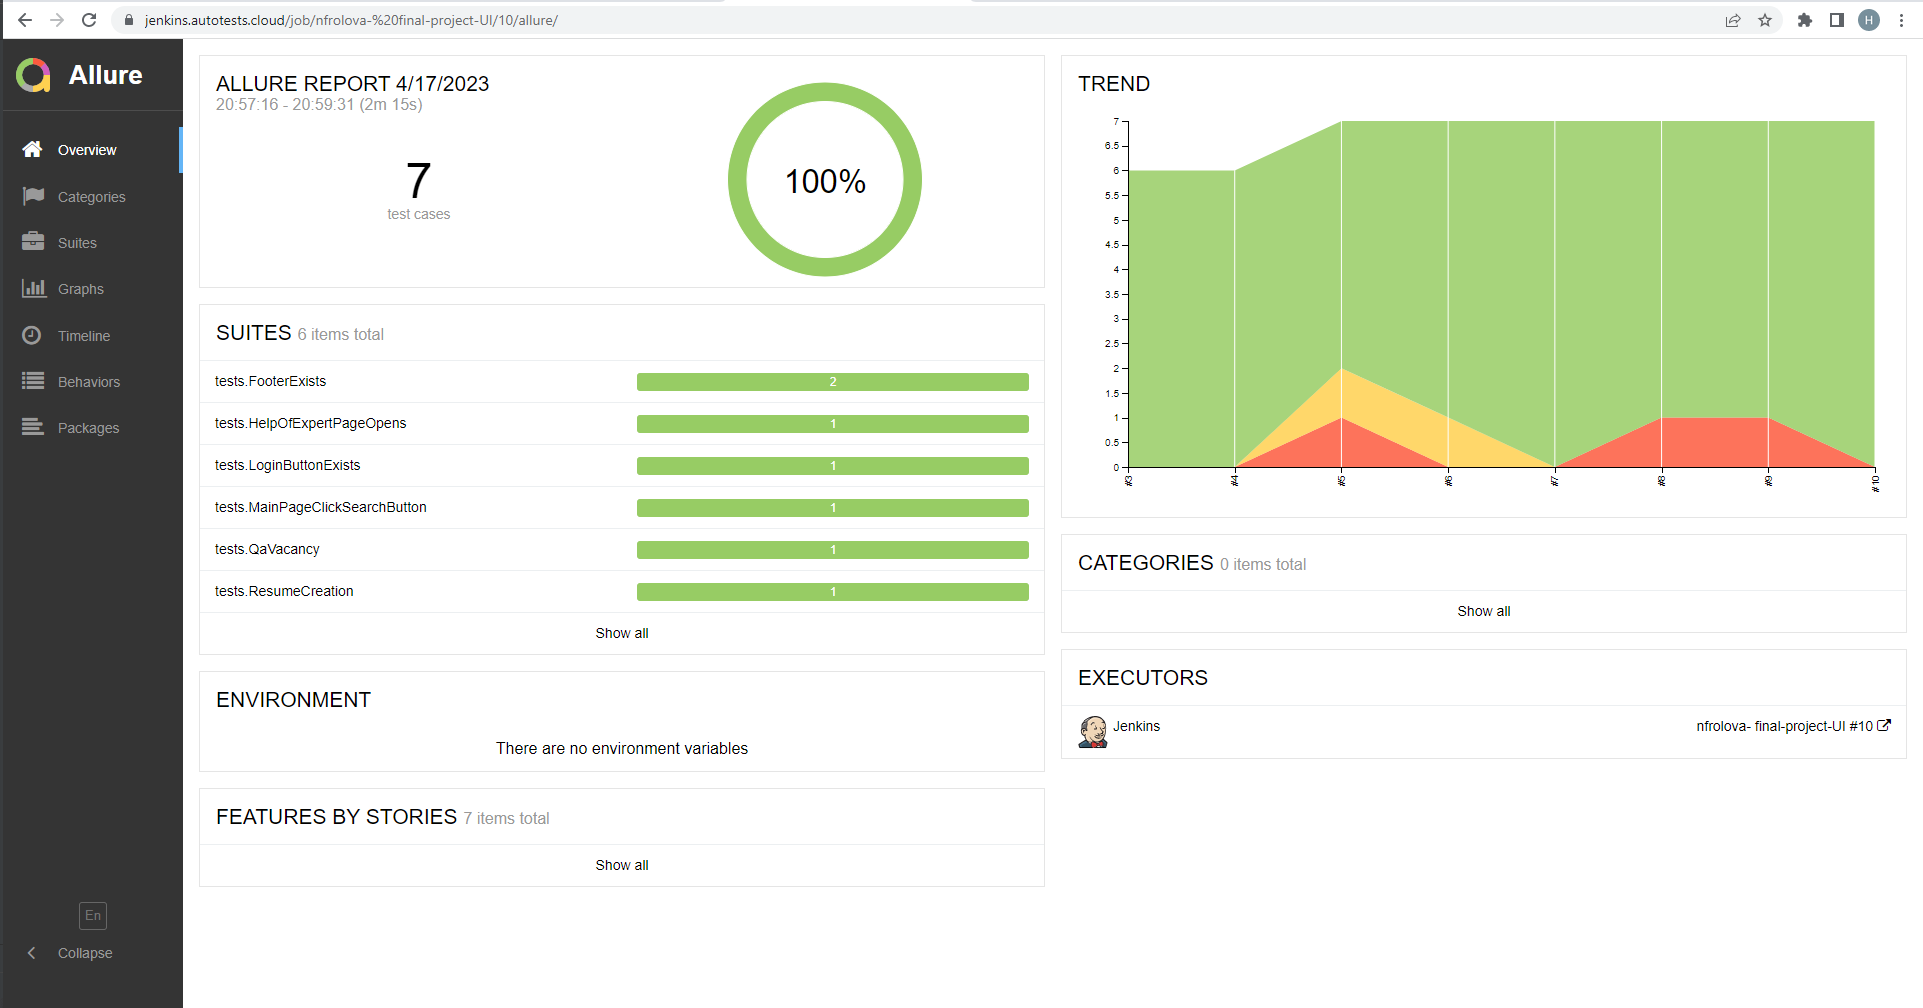 jenkins.autotests.cloud/job/nfrolova-%20final-project-UI/10/allure/
H
Allure
Overview
Categories
Suites
Graphs
Timeline
Behaviors
Packages
En
Collapse
ALLURE REPORT 4/17/2023
20:57:16 - 20:59:31 (2m 15s)
7
test cases
100%
SUITES 6 items total
tests.FooterExists 2
tests.HelpOfExpertPageOpens 1
tests.LoginButtonExists 1
tests.MainPageClickSearchButton 1
tests.QaVacancy 1
tests.ResumeCreation 1
Show all
ENVIRONMENT
There are no environment variables
FEATURES BY STORIES 7 items total
Show all
TREND
7
6.5
6
5.5
5
4.5
4
3.5
3
2.5
2
1.5
1
0.5
0
#3 #4 #5 #6 #7 #8 #9 #10
CATEGORIES 0 items total
Show all
EXECUTORS
Jenkins nfrolova- final-project-UI #10